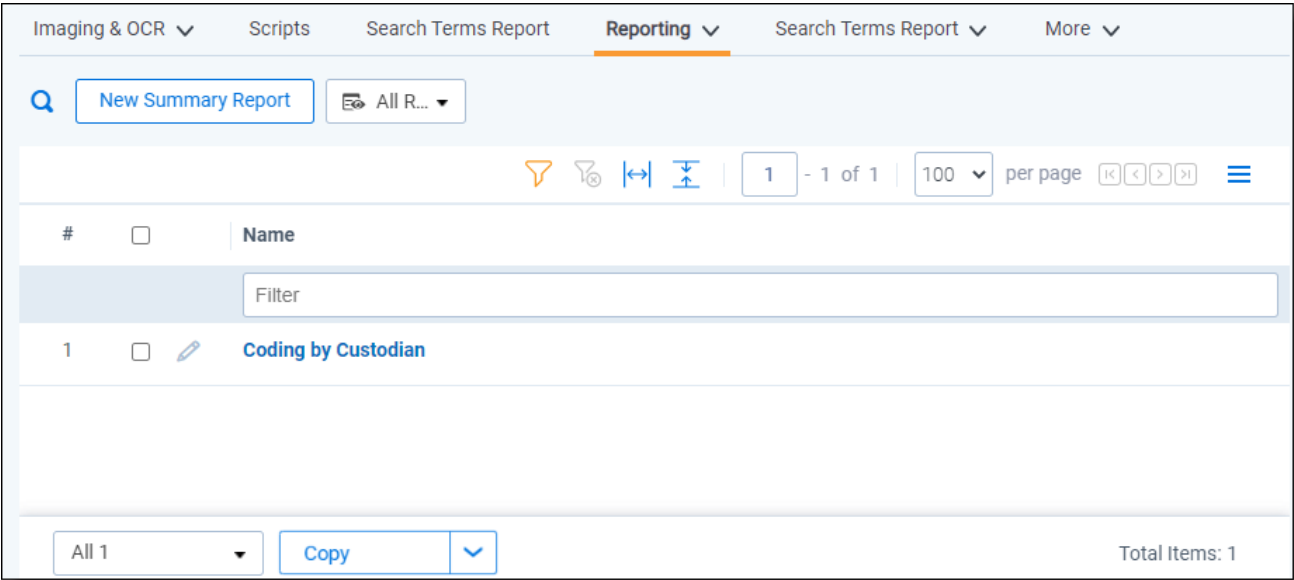 Imaging & OCR Scripts Search Terms Report Reporting Search Terms Report More
New Summary Report All R...
1 - 1 of 1 100 per page
# Name
Filter
1 Coding by Custodian
All 1 Copy Total Items: 1